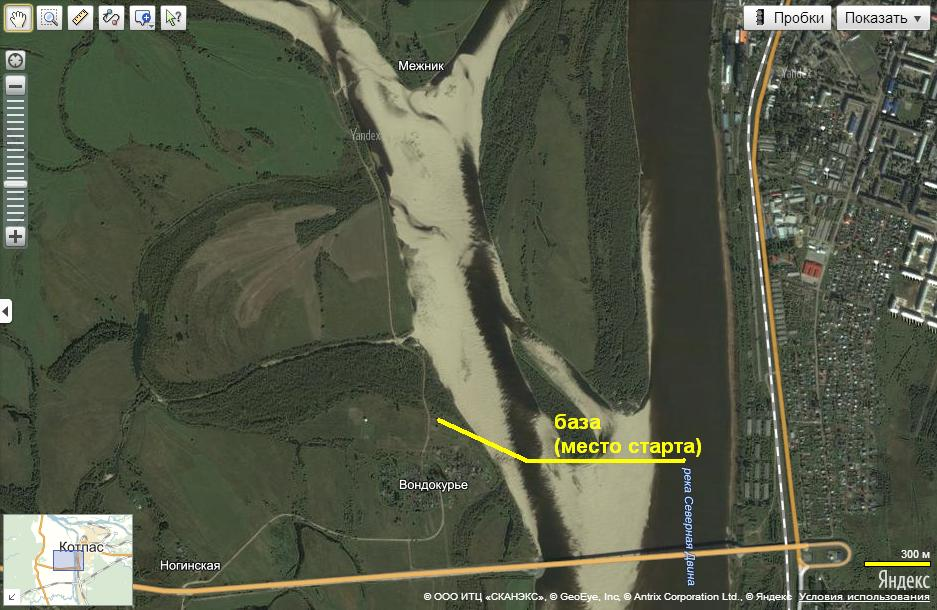 Пробки
Показать
Межник
Yandex
Yandex
база
(место старта)
Вондокурье
река Северная Двина
Котлас
Ногинская
300 м
Яндекс
© ООО ИТЦ «СКАНЭКС», © GeoEye, Inc, © Antrix Corporation Ltd., © Яндекс Условия использования